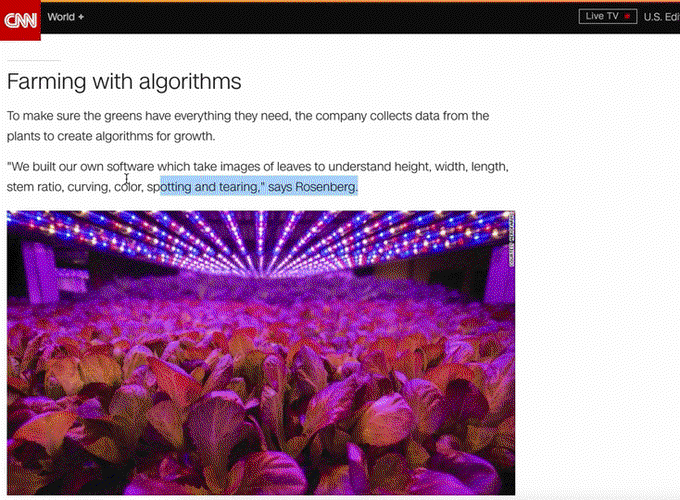 CNN World + Live TV U.S. Edi
Farming with algorithms
To make sure the greens have everything they need, the company collects data from the
plants to create algorithms for growth.
"We built our own software which take images of leaves to understand height, width, length,
stem ratio, curving, color, spotting and tearing," says Rosenberg.